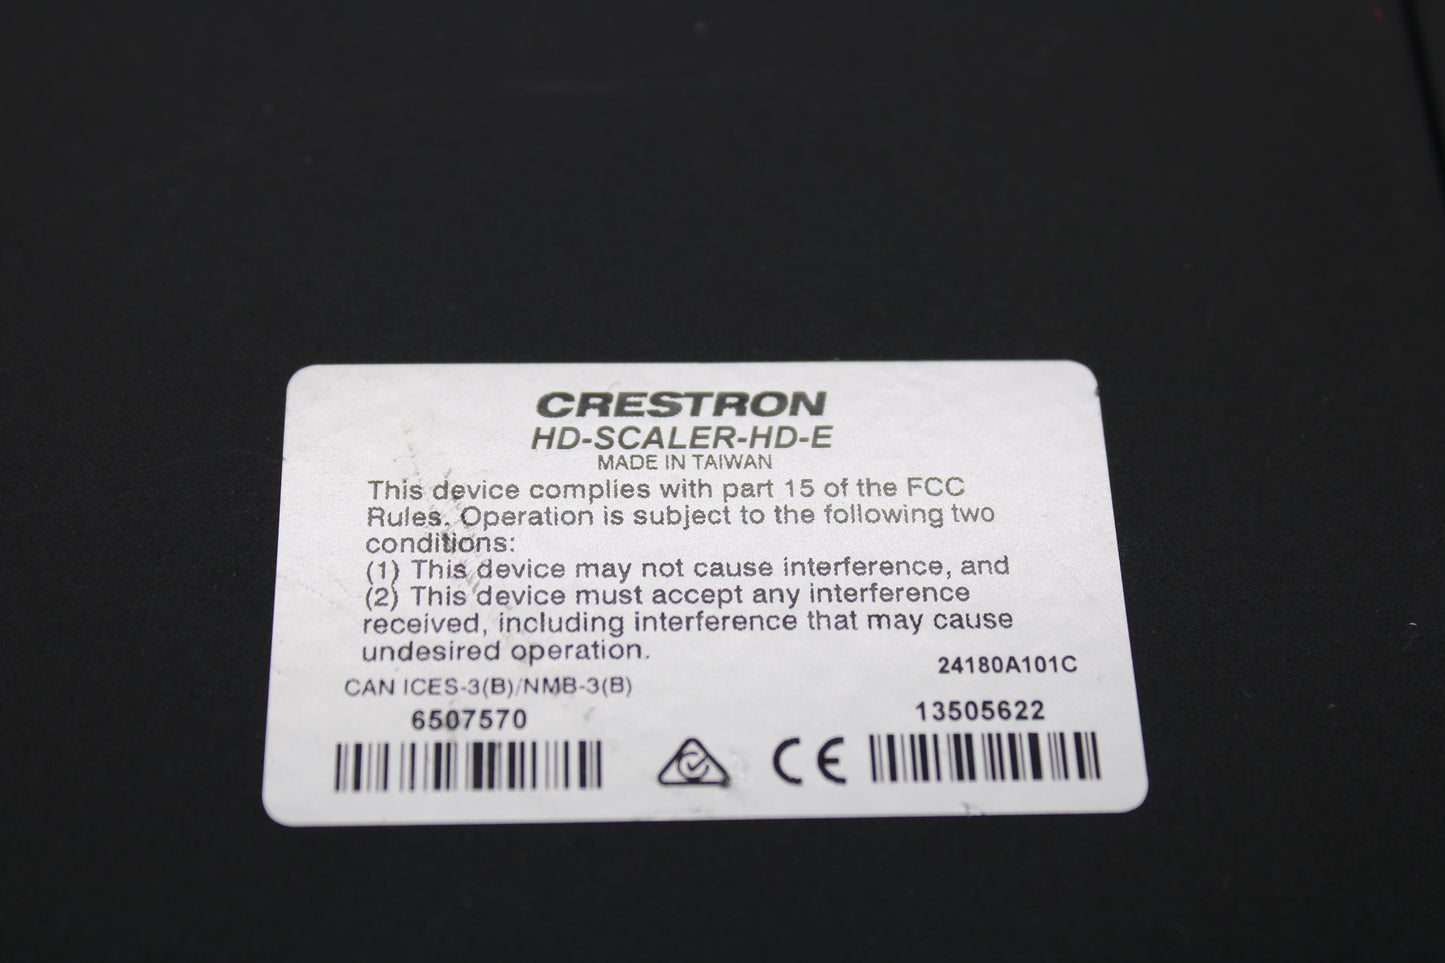 CRESTRON
HD-SCALER-HD-E
MADE IN TAIWAN
This device complies with part 15 of the FCC
Rules. Operation is subject to the following two
conditions:
(1) This device may not cause interference, and
(2) This device must accept any interference
received, including interference that may cause
undesired operation.
24180A101C
CAN ICES-3(B)/NMB-3(B)
6507570
13505622
CE